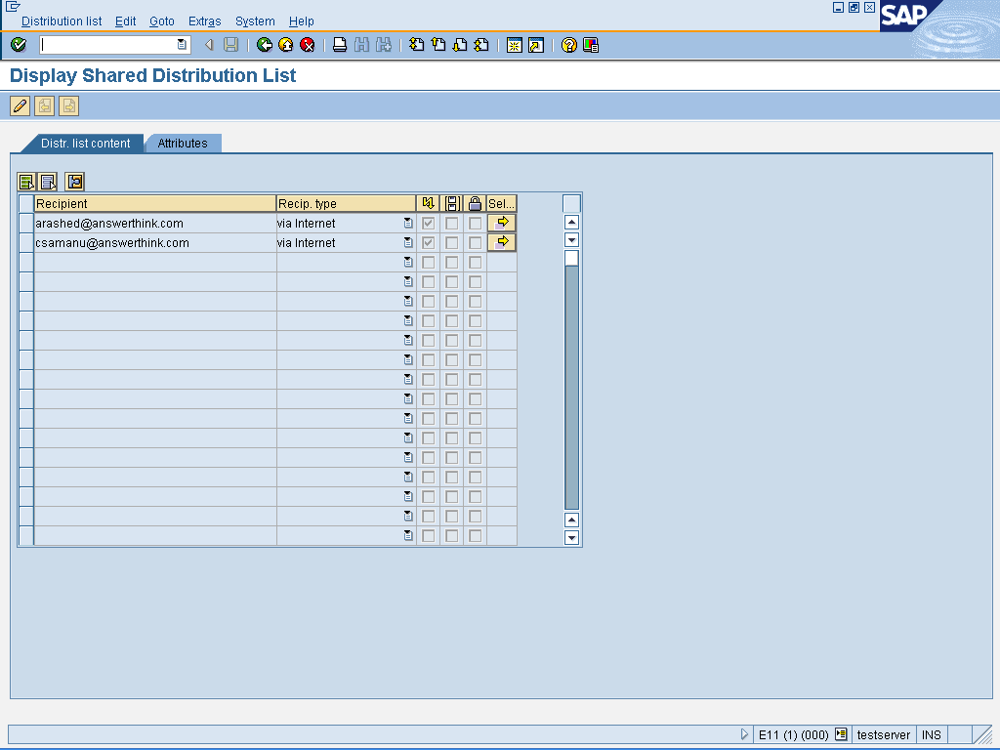 Distribution list Edit Goto Extras System Help
SAP
Display Shared Distribution List
Distr. list content Attributes
Recipient Recip. type Sel...
arashed@answerthink.com via Internet
csamanu@answerthink.com via Internet
E11 (1) (000) testserver INS